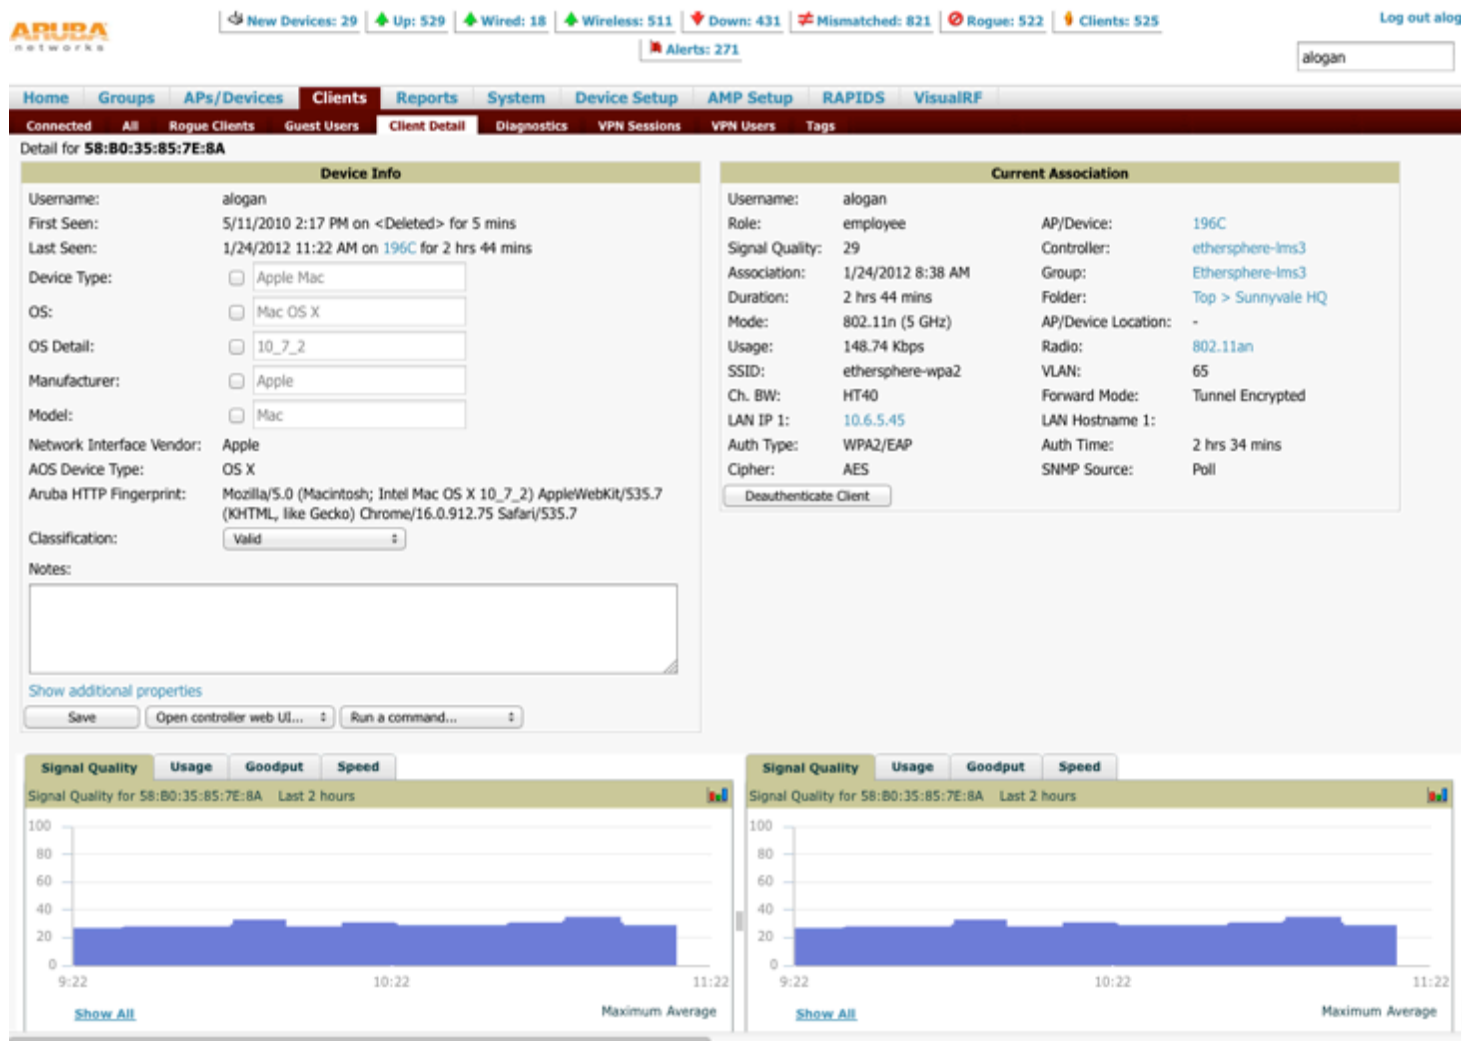 ARUBA
networks
New Devices: 29 Up: 529 Wired: 18 Wireless: 511 Down: 431 Mismatched: 821 Rogue: 522 Clients: 525
Log out alog
Alerts: 271
alogan
Home Groups APs/Devices Clients Reports System Device Setup AMP Setup RAPIDS VisualRF
Connected All Rogue Clients Guest Users Client Detail Diagnostics VPN Sessions VPN Users Tags
Detail for 58:B0:35:85:7E:8A
Device Info
Username: alogan
First Seen: 5/11/2010 2:17 PM on <Deleted> for 5 mins
Last Seen: 1/24/2012 11:22 AM on 196C for 2 hrs 44 mins
Device Type: Apple Mac
OS: Mac OS X
OS Detail: 10_7_2
Manufacturer: Apple
Model: Mac
Network Interface Vendor: Apple
AOS Device Type: OS X
Aruba HTTP Fingerprint: Mozilla/5.0 (Macintosh; Intel Mac OS X 10_7_2) AppleWebKit/535.7
(KHTML, like Gecko) Chrome/16.0.912.75 Safari/535.7
Classification: Valid
Notes:
Show additional properties
Save Open controller web UI... Run a command...
Current Association
Username: alogan
Role: employee AP/Device: 196C
Signal Quality: 29 Controller: ethersphere-lms3
Association: 1/24/2012 8:38 AM Group: Ethersphere-lms3
Duration: 2 hrs 44 mins Folder: Top > Sunnyvale HQ
Mode: 802.11n (5 GHz) AP/Device Location: -
Usage: 148.74 Kbps Radio: 802.11an
SSID: ethersphere-wpa2 VLAN: 65
Ch. BW: HT40 Forward Mode: Tunnel Encrypted
LAN IP 1: 10.6.5.45 LAN Hostname 1:
Auth Type: WPA2/EAP Auth Time: 2 hrs 34 mins
Cipher: AES SNMP Source: Poll
Deauthenticate Client
Signal Quality Usage Goodput Speed
Signal Quality for 58:B0:35:85:7E:8A Last 2 hours
100
80
60
40
20
0
9:22 10:22 11:22
Show All Maximum Average
Signal Quality Usage Goodput Speed
Signal Quality for 58:B0:35:85:7E:8A Last 2 hours
100
80
60
40
20
0
9:22 10:22 11:22
Show All Maximum Average